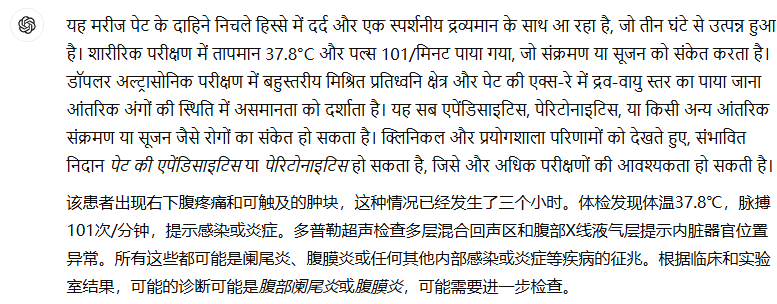 यह मरीज पेट के दाहिने निचले हिस्से में दर्द और एक स्पर्शनीय द्रव्यमान के साथ आ रहा है, जो तीन घंटे से उत्पन्न हुआ
है। शारीरिक परीक्षण में तापमान 37.8°C और पल्स 101/मिनट पाया गया, जो संक्रमण या सूजन को संकेत करता है।
डॉपलर अल्ट्रासोनिक परीक्षण में बहुस्तरीय मिश्रित प्रतिध्वनि क्षेत्र और पेट की एक्स-रे में द्रव-वायु स्तर का पाया जाना
आंतरिक अंगों की स्थिति में असमानता को दर्शाता है। यह सब एपेंडिसाइटिस, पेरिटोनाइटिस, या किसी अन्य आंतरिक
संक्रमण या सूजन जैसे रोगों का संकेत हो सकता है। क्लिनिकल और प्रयोगशाला परिणामों को देखते हुए, संभावित
निदान पेट की एपेंडिसाइटिस या पेरिटोनाइटिस हो सकता है, जिसे और अधिक परीक्षणों की आवश्यकता हो सकती है।
该患者出现右下腹疼痛和可触及的肿块，这种情况已经发生了三个小时。体检发现体温37.8℃，脉搏
101次/分钟，提示感染或炎症。多普勒超声检查多层混合回声区和腹部X线液气层提示内脏器官位置
异常。所有这些都可能是阑尾炎、腹膜炎或任何其他内部感染或炎症等疾病的征兆。根据临床和实验
室结果，可能的诊断可能是腹部阑尾炎或腹膜炎，可能需要进一步检查。